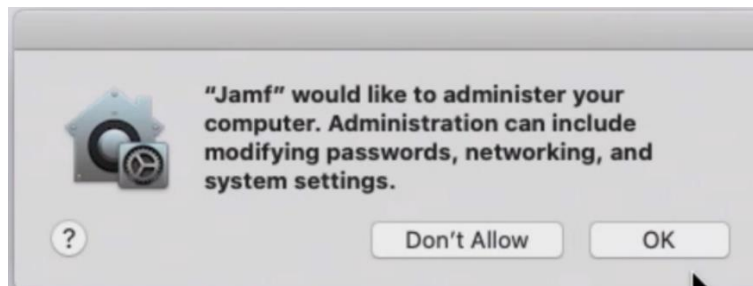 “Jamf” would like to administer your
computer. Administration can include
modifying passwords, networking, and
system settings.
?
Don’t Allow
OK